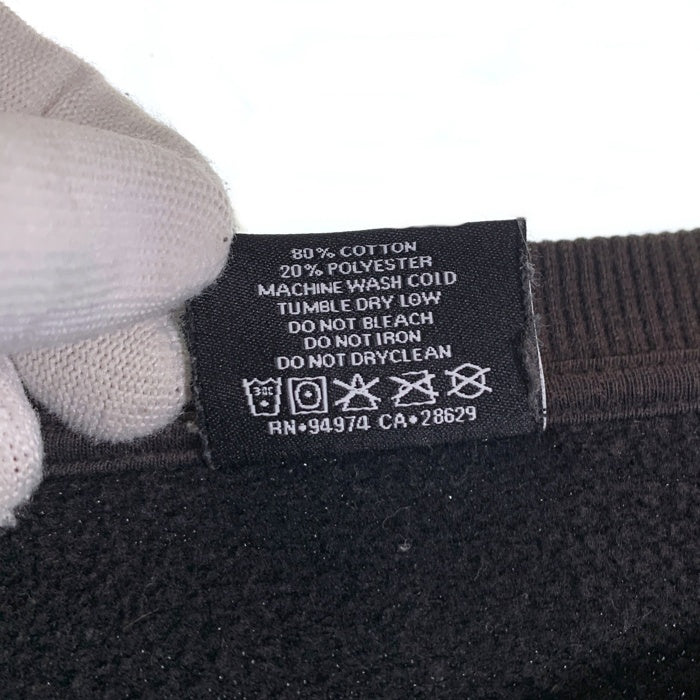 80% COTTON
20% POLYESTER
MACHINE WASH COLD
TUMBLE DRY LOW
DO NOT BLEACH
DO NOT IRON
DO NOT DRYCLEAN
30C
RN•94974 CA•28629